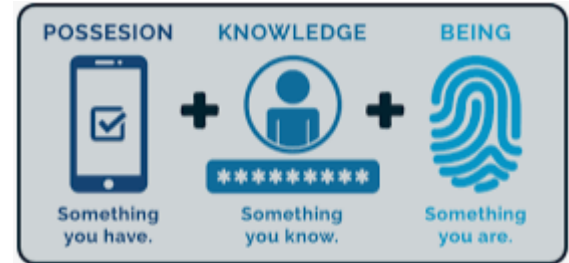 POSSESION
KNOWLEDGE
BEING
*********
Something
you have.
Something
you know.
Something
you are.